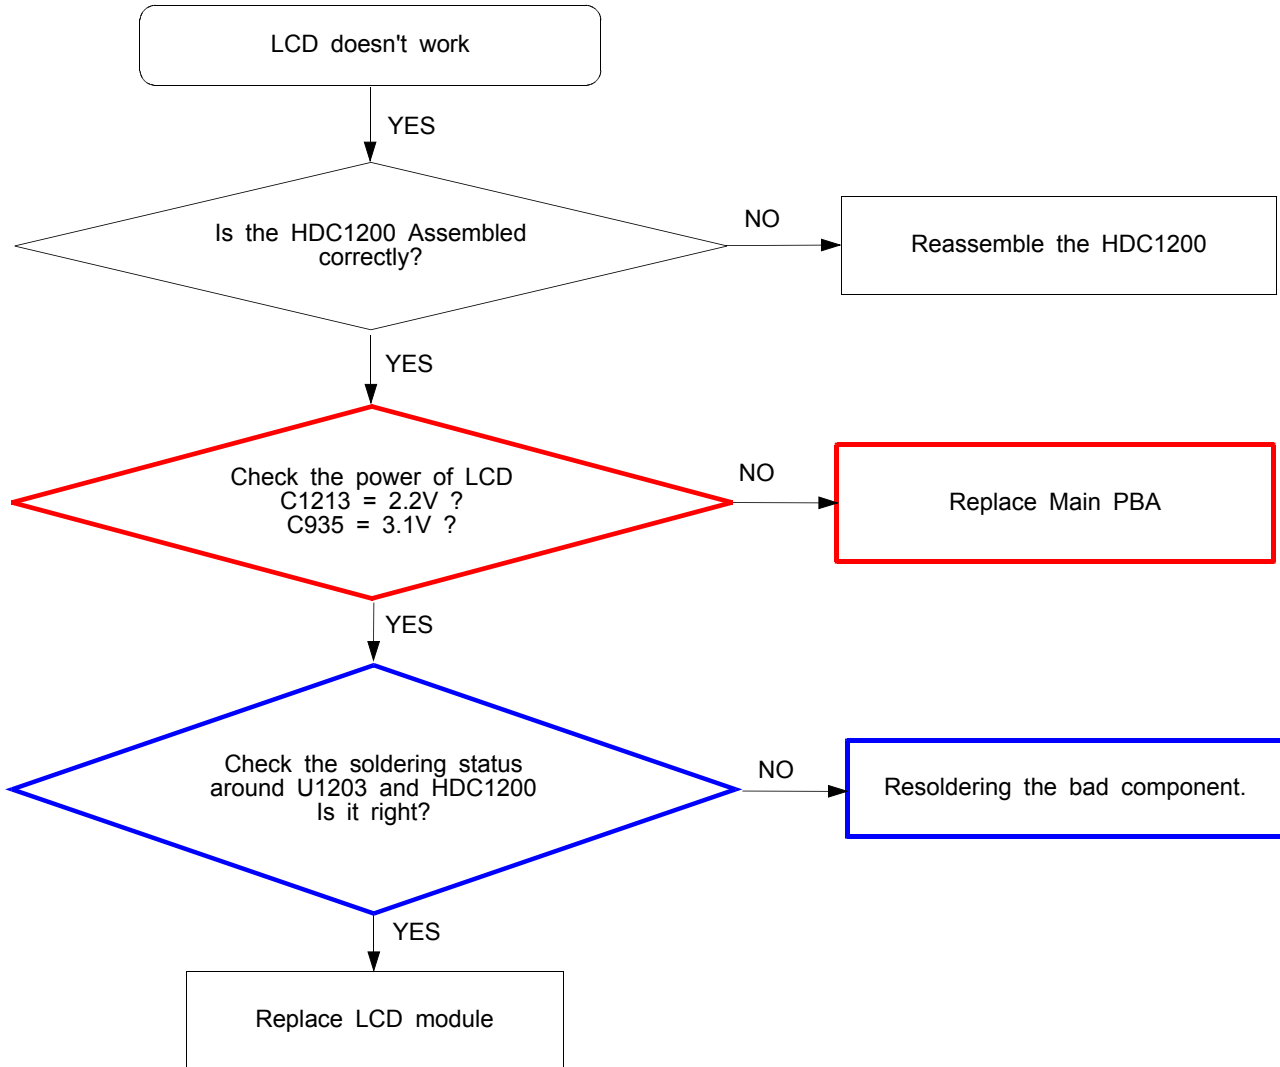 LCD doesn't work
YES
Is the HDC1200 Assembled
correctly?
NO
Reassemble the HDC1200
YES
Check the power of LCD
C1213 = 2.2V ?
C935 = 3.1V ?
NO
Replace Main PBA
YES
Check the soldering status
around U1203 and HDC1200
Is it right?
NO
Resoldering the bad component.
YES
Replace LCD module